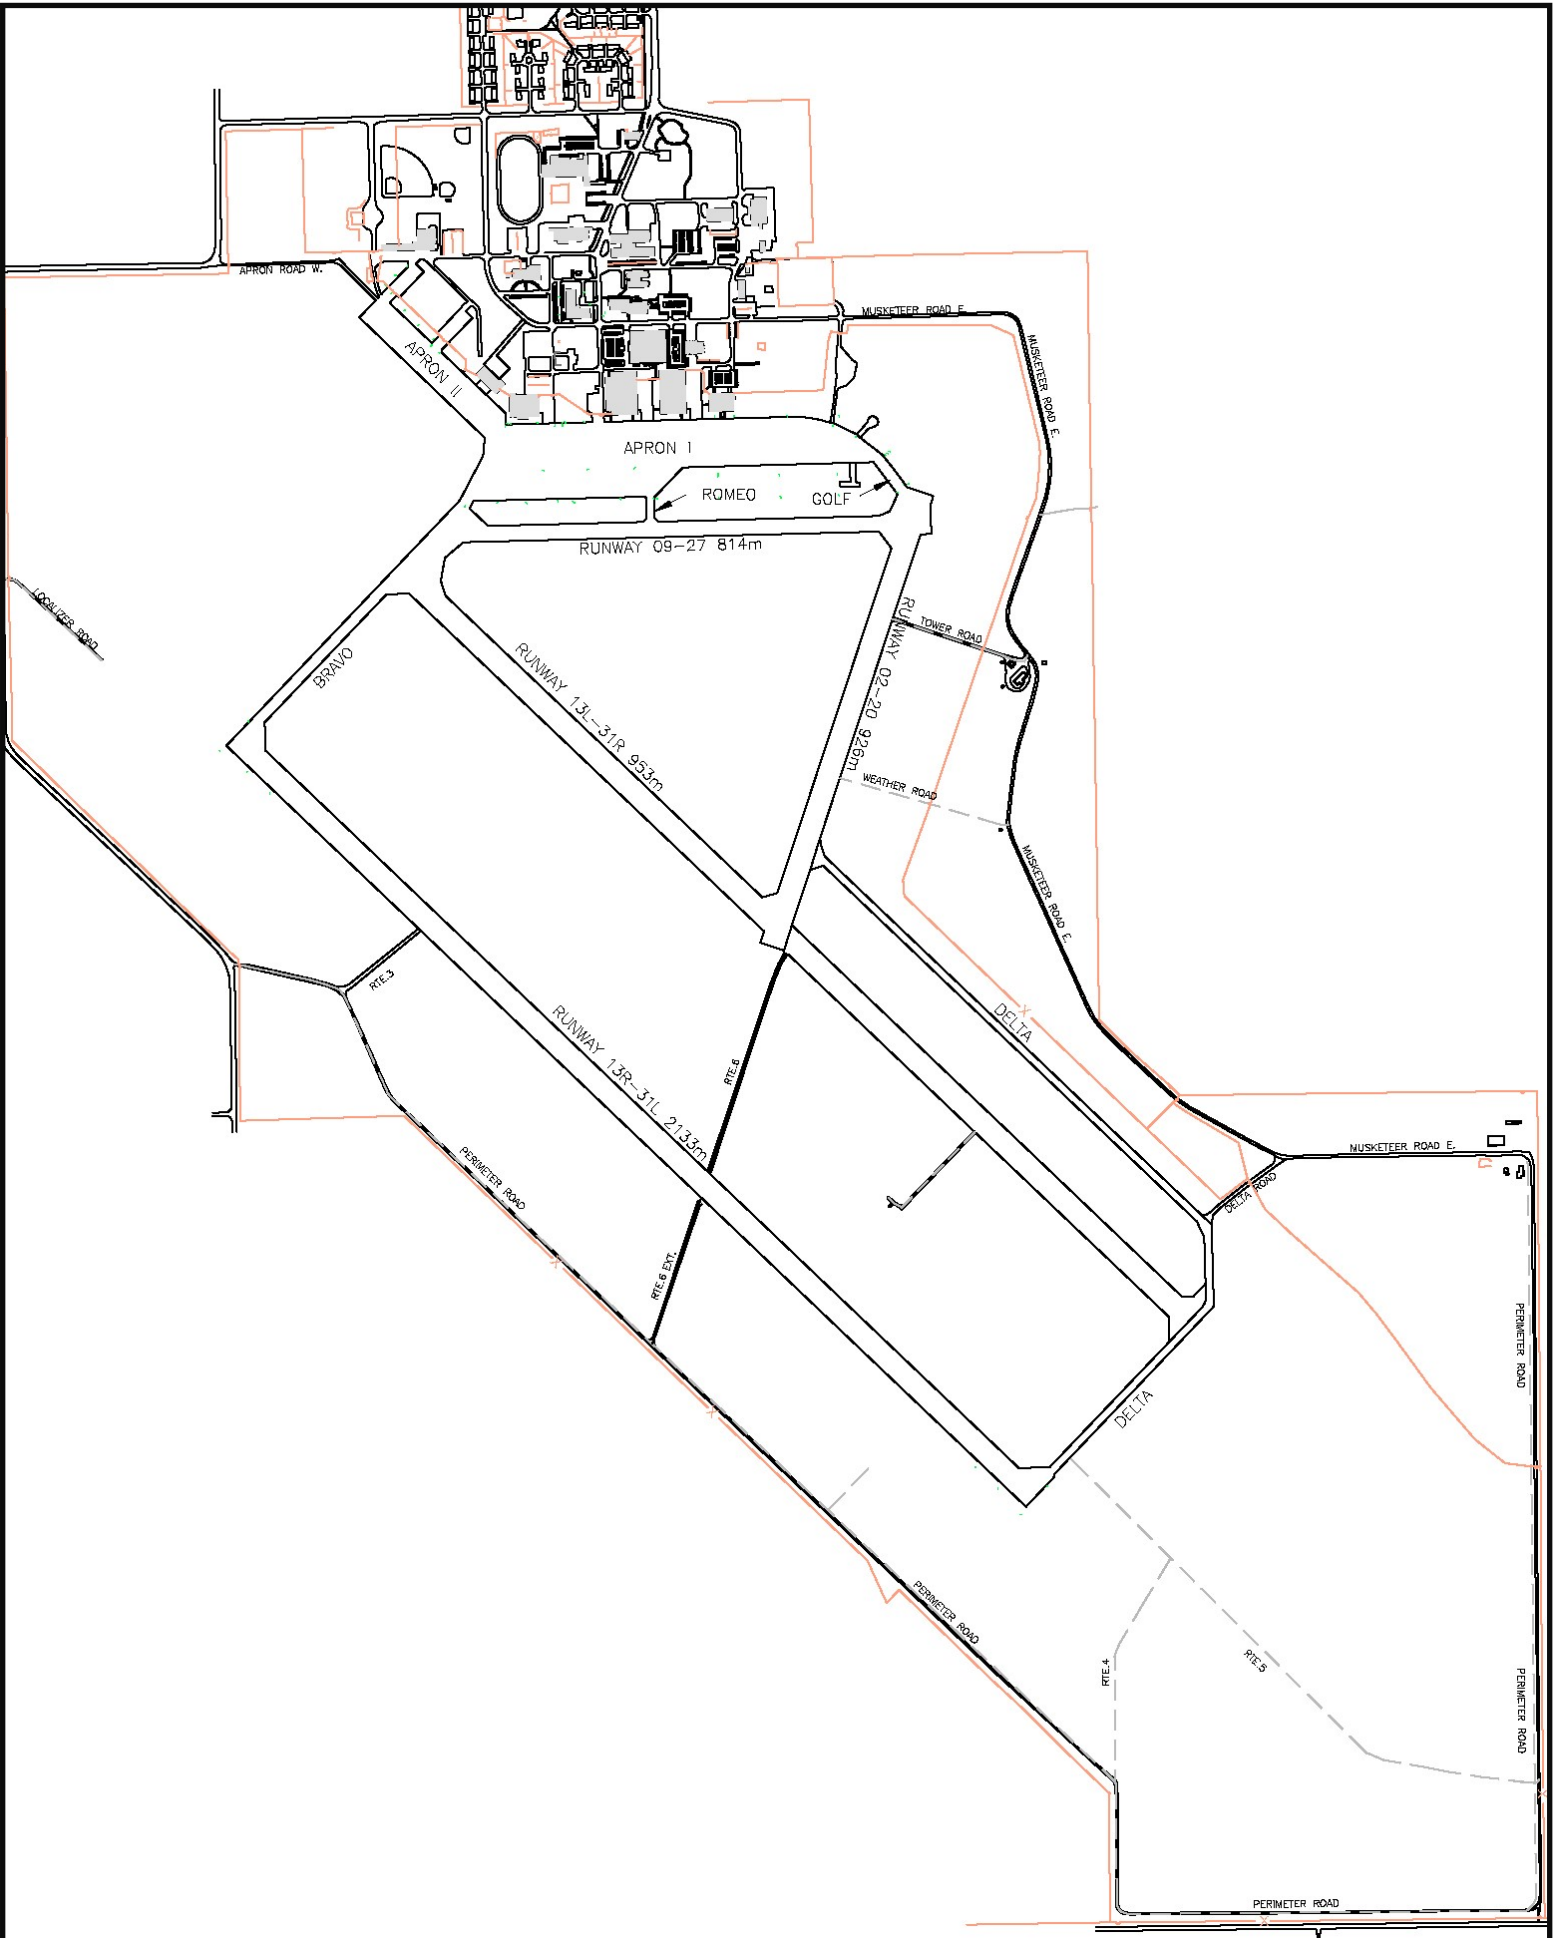 APRON ROAD W.
MUSKETEER ROAD E.
MUSKETEER ROAD E.
APRON II
APRON I
ROMEO
GOLF
RUNWAY 09-27 814m
LOCALIZER ROAD
RUNWAY 02-20 926m
TOWER ROAD
BRAVO
RUNWAY 13L-31R 953m
WEATHER ROAD
MUSKETEER ROAD E.
RTE.3
DELTA
RUNWAY 13R-31L 2133m
RTE.6
MUSKETEER ROAD E.
PERIMETER ROAD
DELTA ROAD
RTE.6 EXT.
PERIMETER ROAD
DELTA
PERIMETER ROAD
RTE.4
RTE.5
PERIMETER ROAD
PERIMETER ROAD